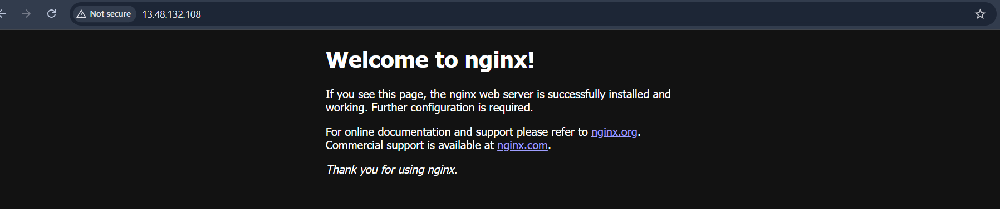 Not secure 13.48.132.108
Welcome to nginx!
If you see this page, the nginx web server is successfully installed and
working. Further configuration is required.
For online documentation and support please refer to nginx.org.
Commercial support is available at nginx.com.
Thank you for using nginx.